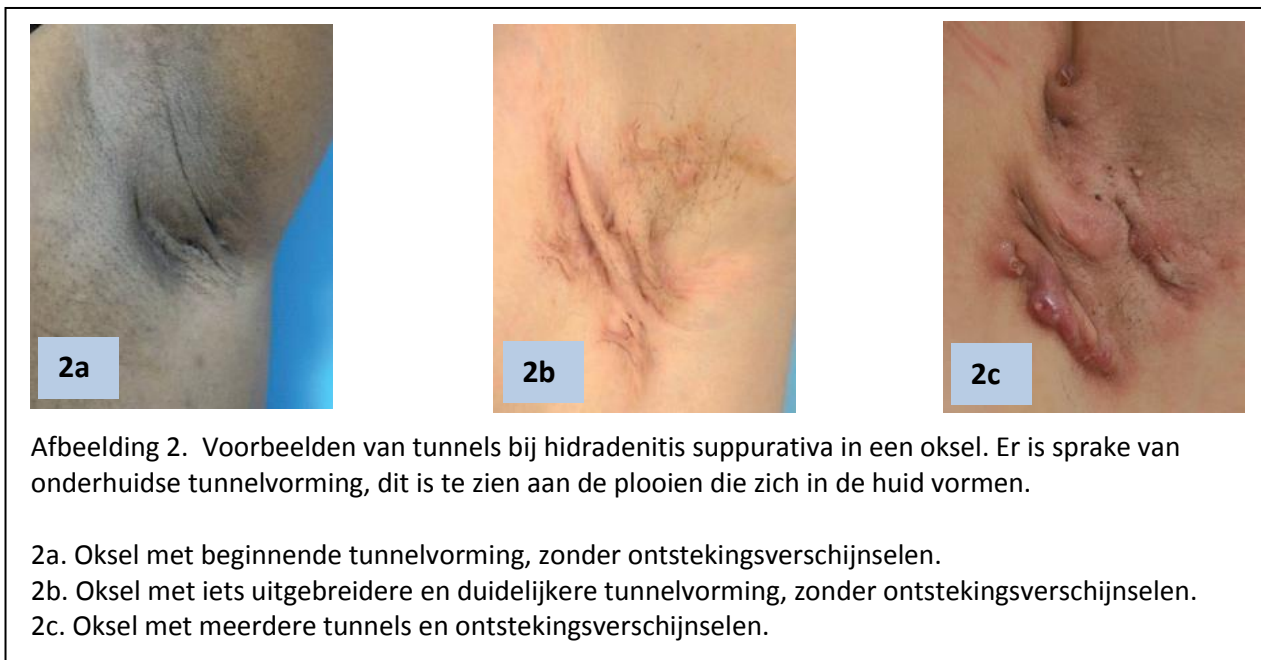 2a
2b
2c
Afbeelding 2.  Voorbeelden van tunnels bij hidradenitis suppurativa in een oksel. Er is sprake van
onderhuidse tunnelvorming, dit is te zien aan de plooien die zich in de huid vormen.
2a. Oksel met beginnende tunnelvorming, zonder ontstekingsverschijnselen.
2b. Oksel met iets uitgebreidere en duidelijkere tunnelvorming, zonder ontstekingsverschijnselen.
2c. Oksel met meerdere tunnels en ontstekingsverschijnselen.